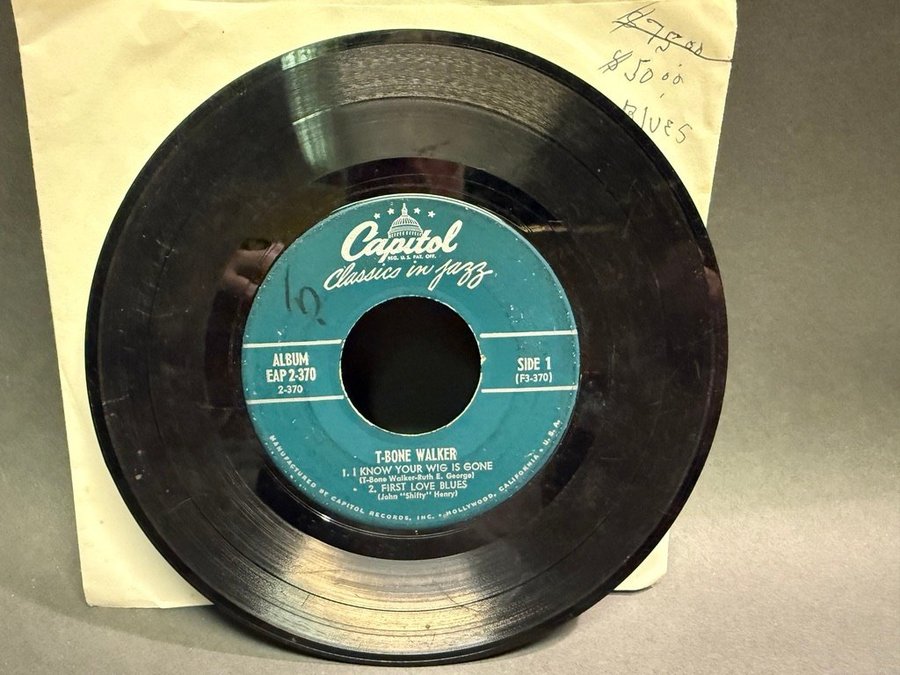 $75.00
$50.00
BLUES
Capitol
REG. U.S. PAT. OFF.
Classics in Jazz
ALBUM
EAP 2-370
2-370
SIDE 1
(F3-370)
T-BONE WALKER
1. I KNOW YOUR WIG IS GONE
(T-Bone Walker-Ruth E. George)
2. FIRST LOVE BLUES
(John "Shifty" Henry)
MANUFACTURED BY CAPITOL RECORDS, INC. • HOLLYWOOD, CALIFORNIA • U.S.A.